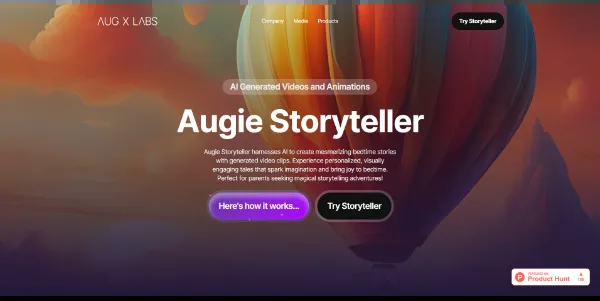 AUG X LABS
Company Media Products
Try Storyteller
AI Generated Videos and Animations
Augie Storyteller
Augie Storyteller harnesses AI to create mesmerizing bedtime stories
with generated video clips. Experience personalized, visually
engaging tales that spark imagination and bring joy to bedtime.
Perfect for parents seeking magical storytelling adventures!
Here's how it works...
Try Storyteller
Product Hunt